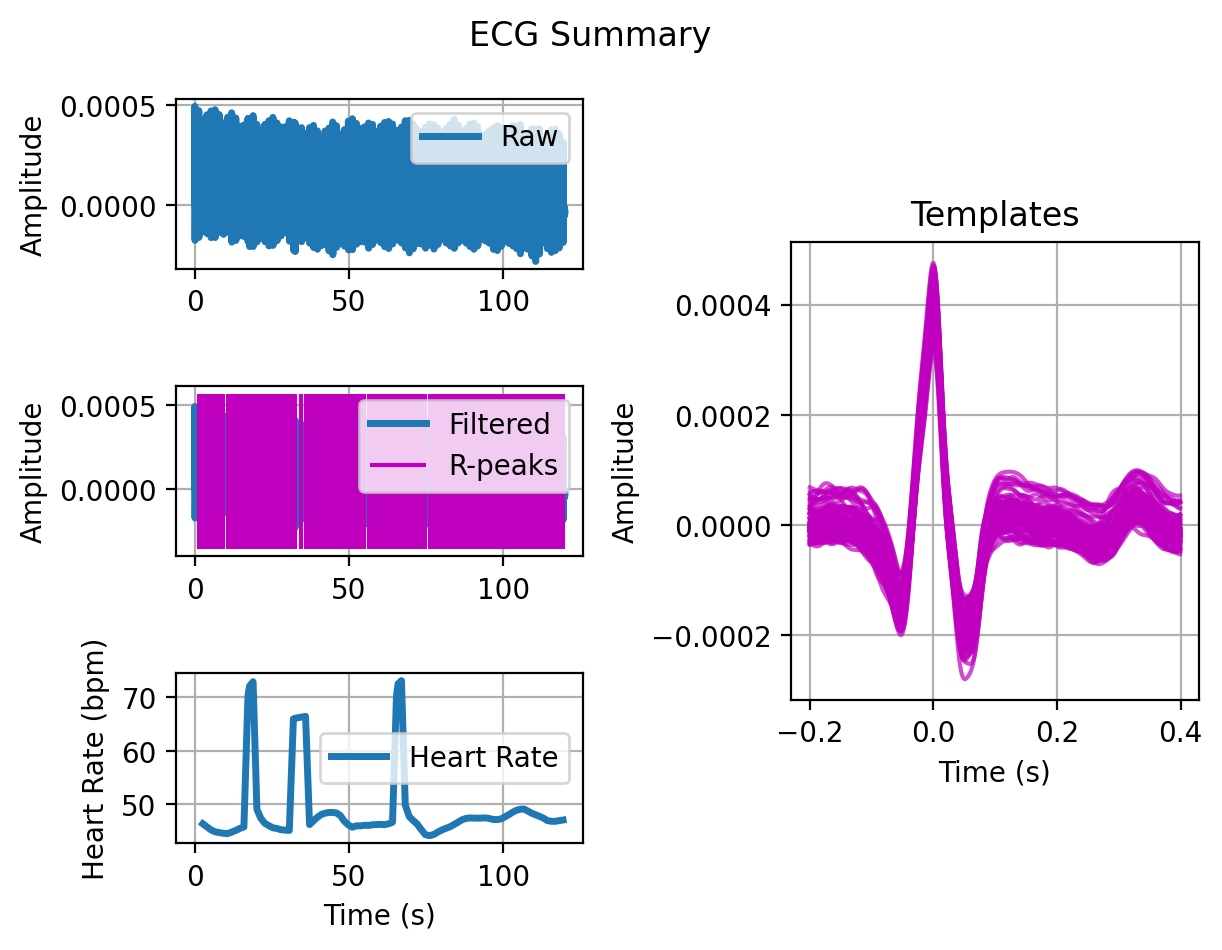 ECG Summary
Amplitude
0.0005
0.0000
Raw
0
50
100
Amplitude
0.0005
0.0000
Filtered
R-peaks
0
50
100
Heart Rate (bpm)
70
60
50
Heart Rate
0
50
100
Time (s)
Templates
Amplitude
0.0004
0.0002
0.0000
−0.0002
−0.2
0.0
0.2
0.4
Time (s)